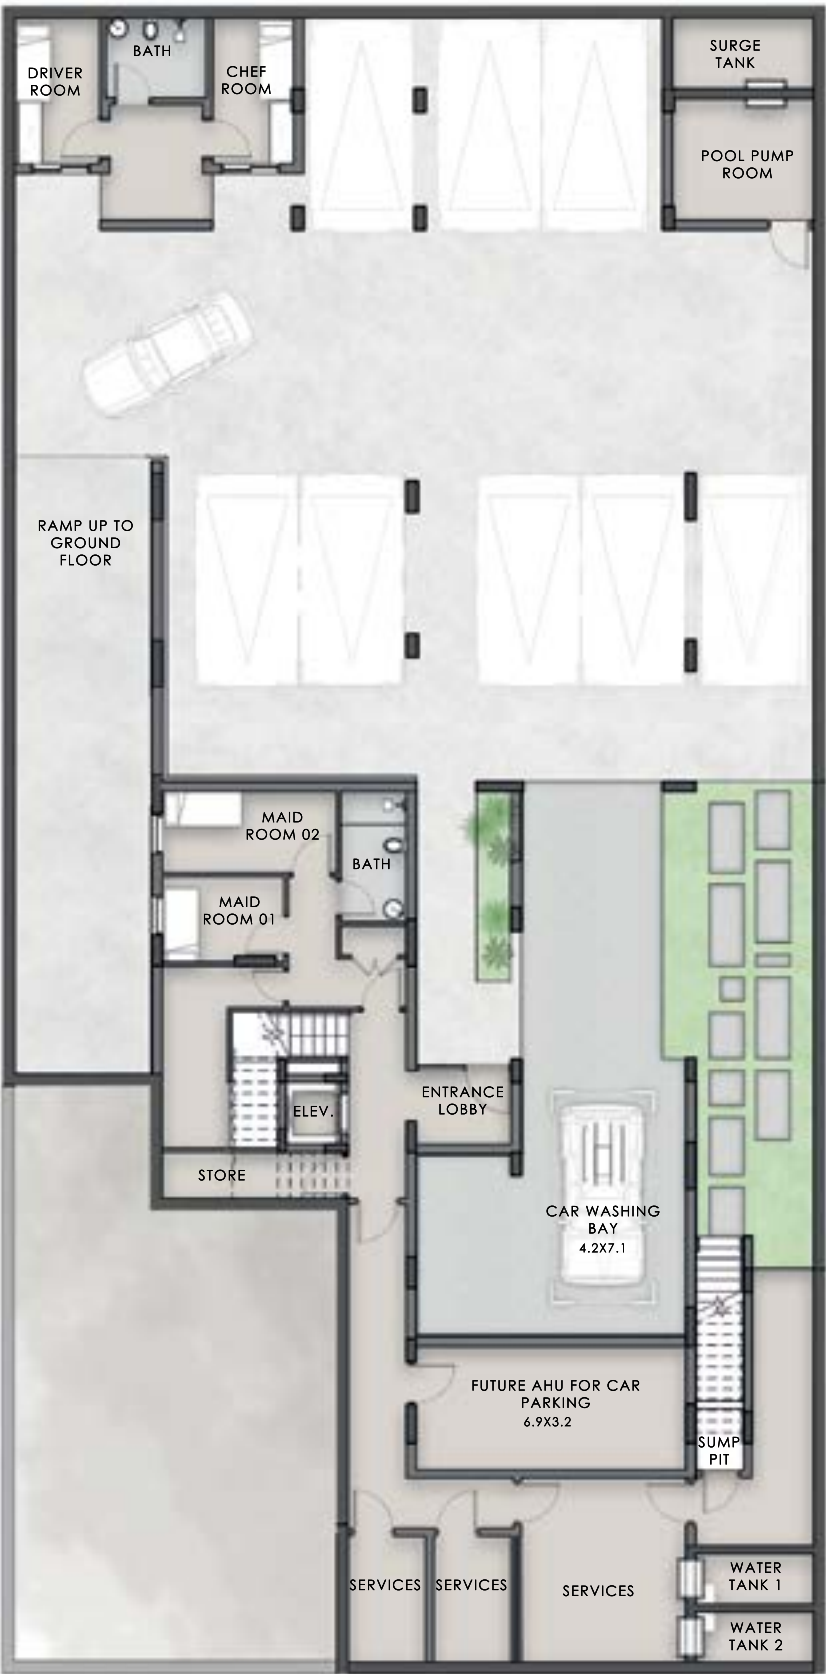 BATH
DRIVER
ROOM
CHEF
ROOM
SURGE
TANK
POOL PUMP
ROOM
RAMP UP TO
GROUND
FLOOR
MAID
ROOM 02
BATH
MAID
ROOM 01
ENTRANCE
LOBBY
ELEV.
STORE
CAR WASHING
BAY
4.2X7.1
FUTURE AHU FOR CAR
PARKING
6.9X3.2
SUMP
PIT
SERVICES
SERVICES
SERVICES
WATER
TANK 1
WATER
TANK 2